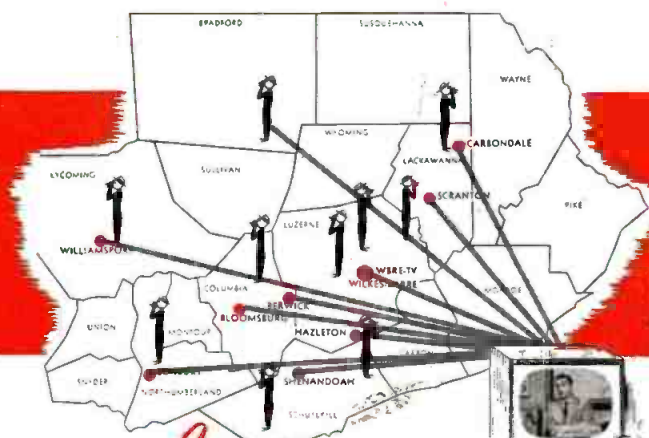 BRADFORD
SUSQUEHANNA
WAYNE
WYOMING
CARBONDALE
LACKAWANNA
LYCOMING
SULLIVAN
SCRANTON
PIKE
LUZERNE
WILLIAMSPORT
WBRE-TV
WILKES-BARRE
COLUMBIA
MONROE
BERWICK
BLOOMSBURG
UNION
MONTOUR
HAZLETON
CARBON
SNYDER
SHENANDOAH
NORTHUMBERLAND
SCHUYLKILL